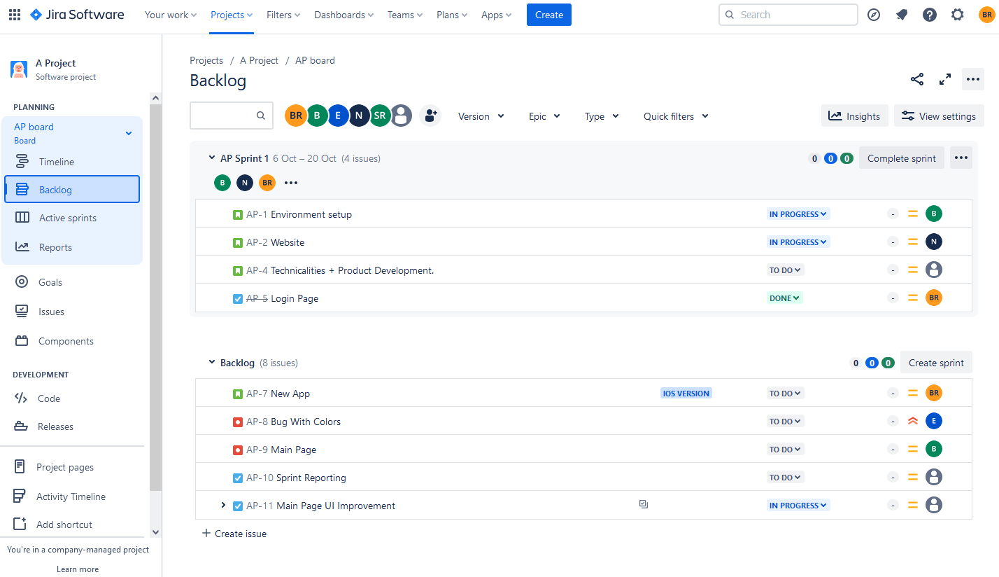 Jira Software Your work Projects Filters Dashboards Teams Plans Apps Create Search BR
A Project
Software project
PLANNING
AP board
Board
Timeline
Backlog
Active sprints
Reports
Goals
Issues
Components
DEVELOPMENT
Code
Releases
Project pages
Activity Timeline
Add shortcut
You're in a company-managed project
Learn more
Projects / A Project / AP board
Backlog
BR B E N SR Version Epic Type Quick filters Insights View settings
AP Sprint 1 6 Oct – 20 Oct (4 issues) 0 0 0 Complete sprint
B N BR
AP-1 Environment setup IN PROGRESS - B
AP-2 Website IN PROGRESS - N
AP-4 Technicalities + Product Development. TO DO -
AP-5 Login Page DONE - BR
Backlog (8 issues) 0 0 0 Create sprint
AP-7 New App IOS VERSION TO DO - BR
AP-8 Bug With Colors TO DO - E
AP-9 Main Page TO DO - B
AP-10 Sprint Reporting TO DO -
AP-11 Main Page UI Improvement IN PROGRESS -
+ Create issue